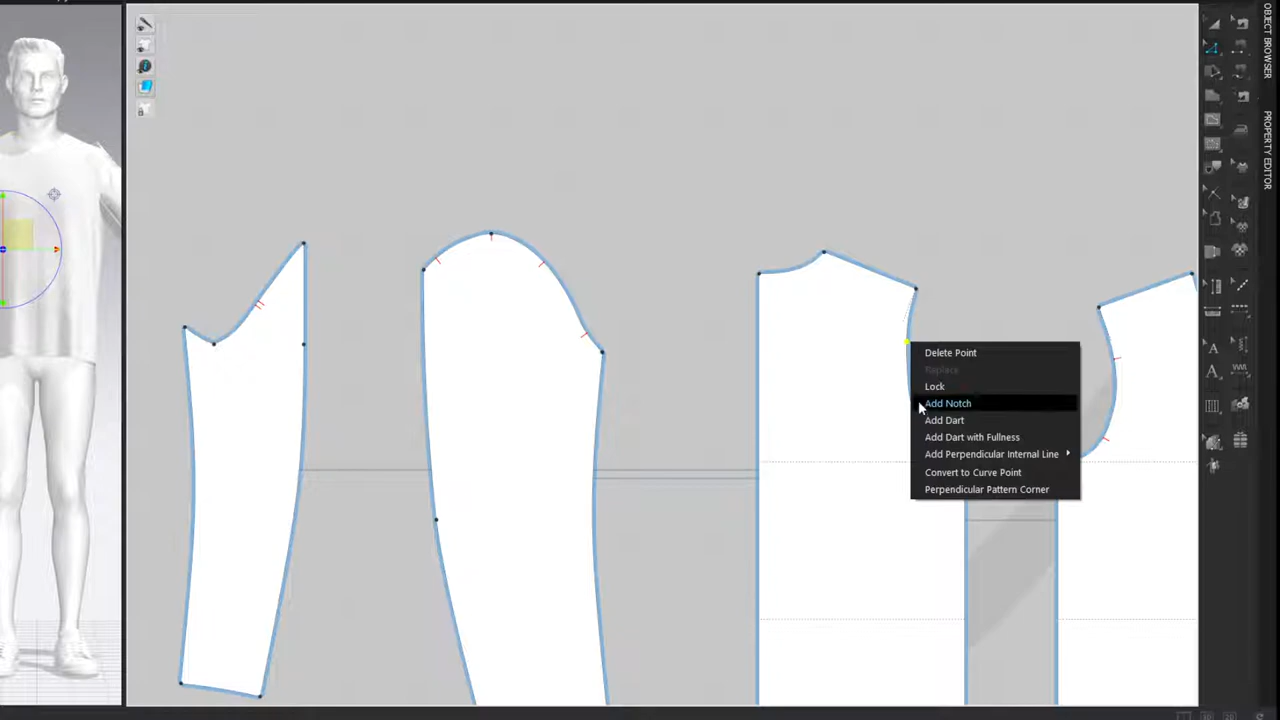 OBJECT BROWSER
PROPERTY EDITOR
Delete Point
Replace
Lock
Add Notch
Add Dart
Add Dart with Fullness
Add Perpendicular Internal Line
Convert to Curve Point
Perpendicular Pattern Corner